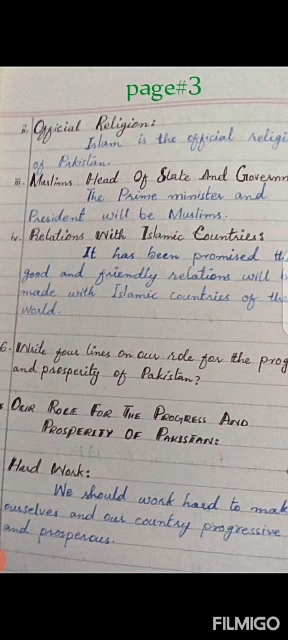 page#3
ii. Official Religion:
Islam is the official religi
of Pakistan.
iii. Muslims Head Of State And Governm
The Prime minister and
President will be Muslims.
iv. Relations With Islamic Countries:
It has been promised th
good and friendly relations will b
made with Islamic countries of the
world.
6. Write four lines on our role for the prog
and prosperity of Pakistan?
OUR ROLE FOR THE PROGRESS AND
PROSPERITY OF PAKISTAN:
Hard Work:
We should work hard to mak
ourselves and our country progressive
and prosperous.
FILMIGO